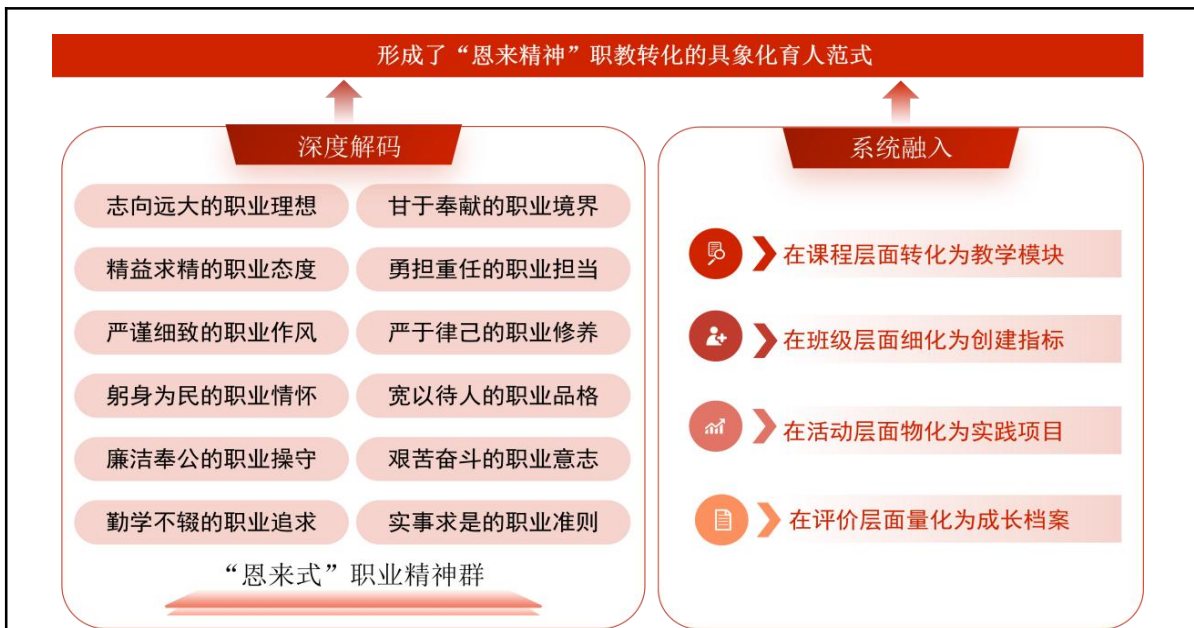 形成了“恩来精神”职教转化的具象化育人范式
深度解码
志向远大的职业理想
甘于奉献的职业境界
精益求精的职业态度
勇担重任的职业担当
严谨细致的职业作风
严于律己的职业修养
躬身为民的职业情怀
宽以待人的职业品格
廉洁奉公的职业操守
艰苦奋斗的职业意志
勤学不辍的职业追求
实事求是的职业准则
“恩来式”职业精神群
系统融入
在课程层面转化为教学模块
在班级层面细化为创建指标
在活动层面物化为实践项目
在评价层面量化为成长档案